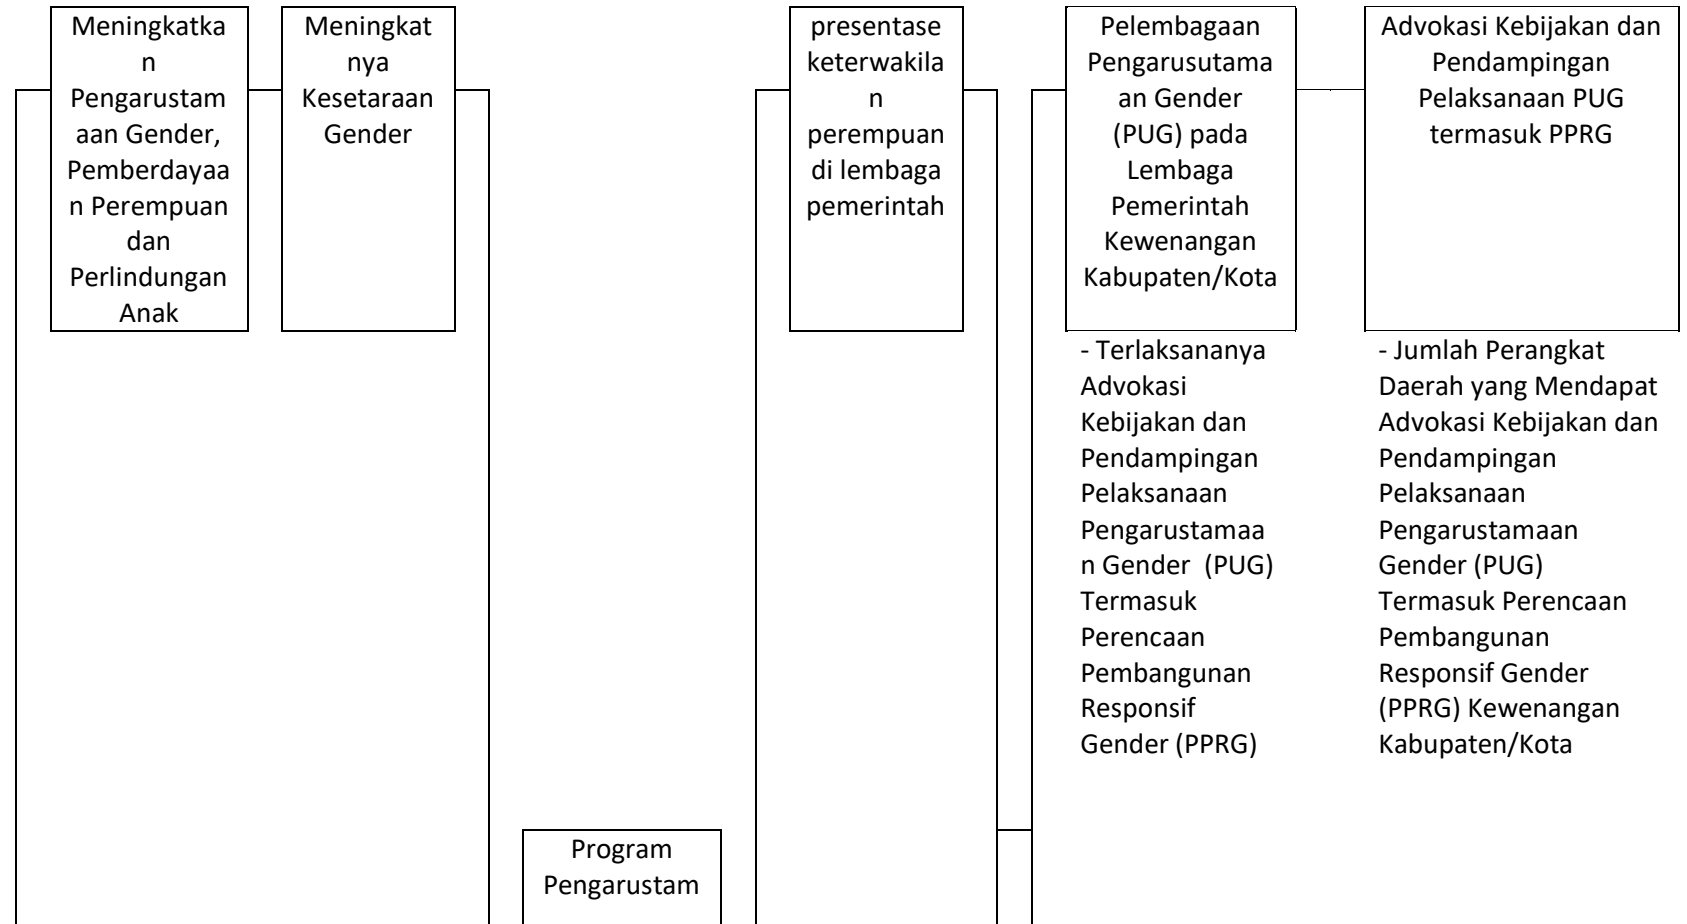 Meningkatka
n
Pengarustam
aan Gender,
Pemberdayaa
n Perempuan
dan
Perlindungan
Anak
Meningkat
nya
Kesetaraan
Gender
presentase
keterwakila
n
perempuan
di lembaga
pemerintah
Pelembagaan
Pengarusutama
an Gender
(PUG) pada
Lembaga
Pemerintah
Kewenangan
Kabupaten/Kota
Advokasi Kebijakan dan
Pendampingan
Pelaksanaan PUG
termasuk PPRG
- Terlaksananya
Advokasi
Kebijakan dan
Pendampingan
Pelaksanaan
Pengarustamaa
n Gender (PUG)
Termasuk
Perencaan
Pembangunan
Responsif
Gender (PPRG)
- Jumlah Perangkat
Daerah yang Mendapat
Advokasi Kebijakan dan
Pendampingan
Pelaksanaan
Pengarustamaan
Gender (PUG)
Termasuk Perencaan
Pembangunan
Responsif Gender
(PPRG) Kewenangan
Kabupaten/Kota
Program
Pengarustam